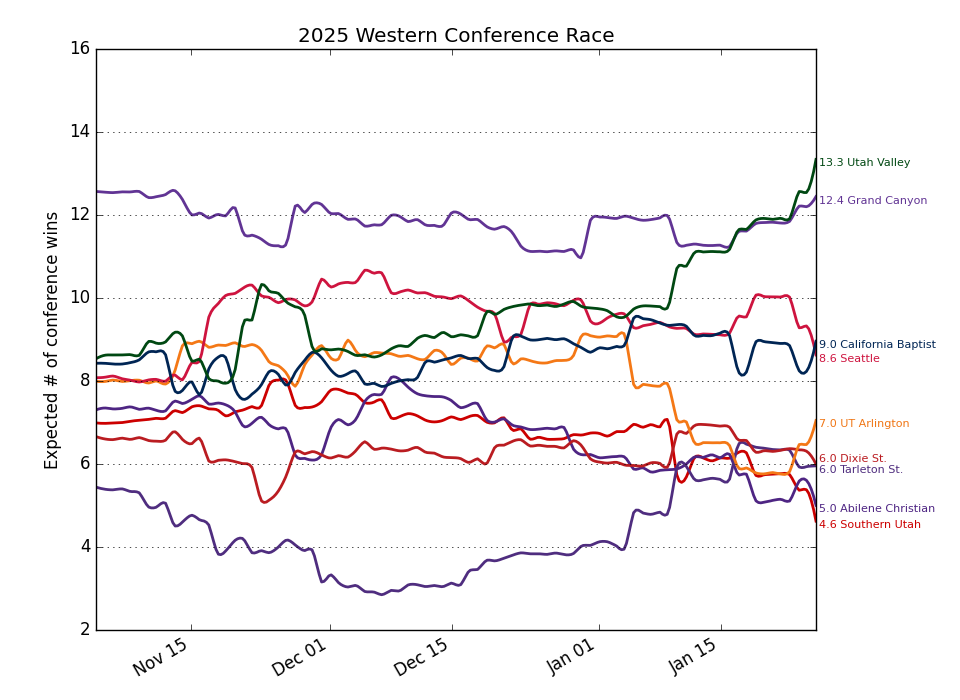 2025 Western Conference Race
Expected # of conference wins
16
14
12
10
8
6
4
2
Nov 15
Dec 01
Dec 15
Jan 01
Jan 15
13.3 Utah Valley
12.4 Grand Canyon
9.0 California Baptist
8.6 Seattle
7.0 UT Arlington
6.0 Dixie St.
6.0 Tarleton St.
5.0 Abilene Christian
4.6 Southern Utah